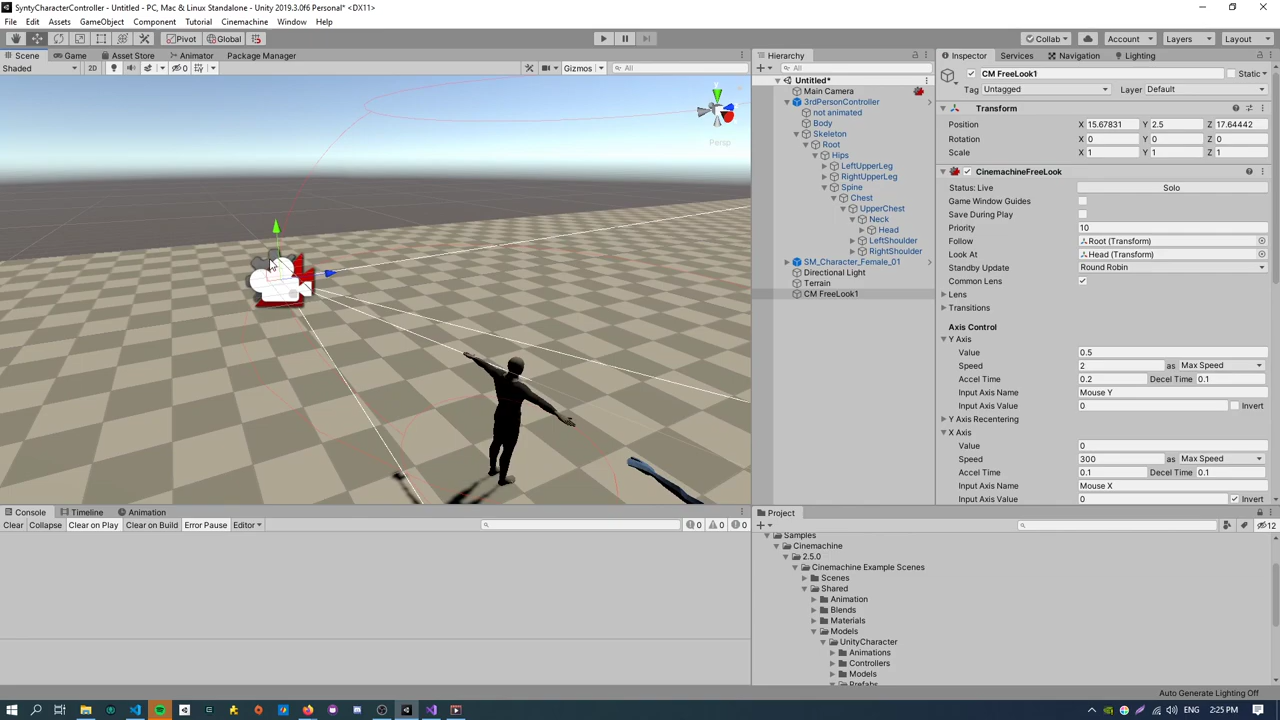 SyntyCharacterController - Untitled - PC, Mac & Linux Standalone - Unity 2019.3.0f6 Personal* <DX11>
File Edit Assets GameObject Component Tutorial Cinemachine Window Help
Pivot Global Collab Account Layers Layout
Scene Game Asset Store Animator Package Manager
Shaded 2D 0 Gizmos All
Persp
Hierarchy
All
Untitled*
Main Camera
3rdPersonController
not animated
Body
Skeleton
Root
Hips
LeftUpperLeg
RightUpperLeg
Spine
Chest
UpperChest
Neck
Head
LeftShoulder
RightShoulder
SM_Character_Female_01
Directional Light
Terrain
CM FreeLook1
Inspector Services Navigation Lighting
CM FreeLook1 Static
Tag Untagged Layer Default
Transform
Position X 15.67831 Y 2.5 Z 17.64442
Rotation X 0 Y 0 Z 0
Scale X 1 Y 1 Z 1
CinemachineFreeLook
Status: Live Solo
Game Window Guides
Save During Play
Priority 10
Follow Root (Transform)
Look At Head (Transform)
Standby Update Round Robin
Common Lens
Lens
Transitions
Axis Control
Y Axis
Value 0.5
Speed 2 as Max Speed
Accel Time 0.2 Decel Time 0.1
Input Axis Name Mouse Y
Input Axis Value 0 Invert
Y Axis Recentering
X Axis
Value 0
Speed 300 as Max Speed
Accel Time 0.1 Decel Time 0.1
Input Axis Name Mouse X
Input Axis Value 0 Invert
Console Timeline Animation
Clear Collapse Clear on Play Clear on Build Error Pause Editor 0 0 0
Project
12
Samples
Cinemachine
2.5.0
Cinemachine Example Scenes
Scenes
Shared
Animation
Blends
Materials
Models
UnityCharacter
Animations
Controllers
Models
Prefabs
Auto Generate Lighting Off
ENG 2:25 PM